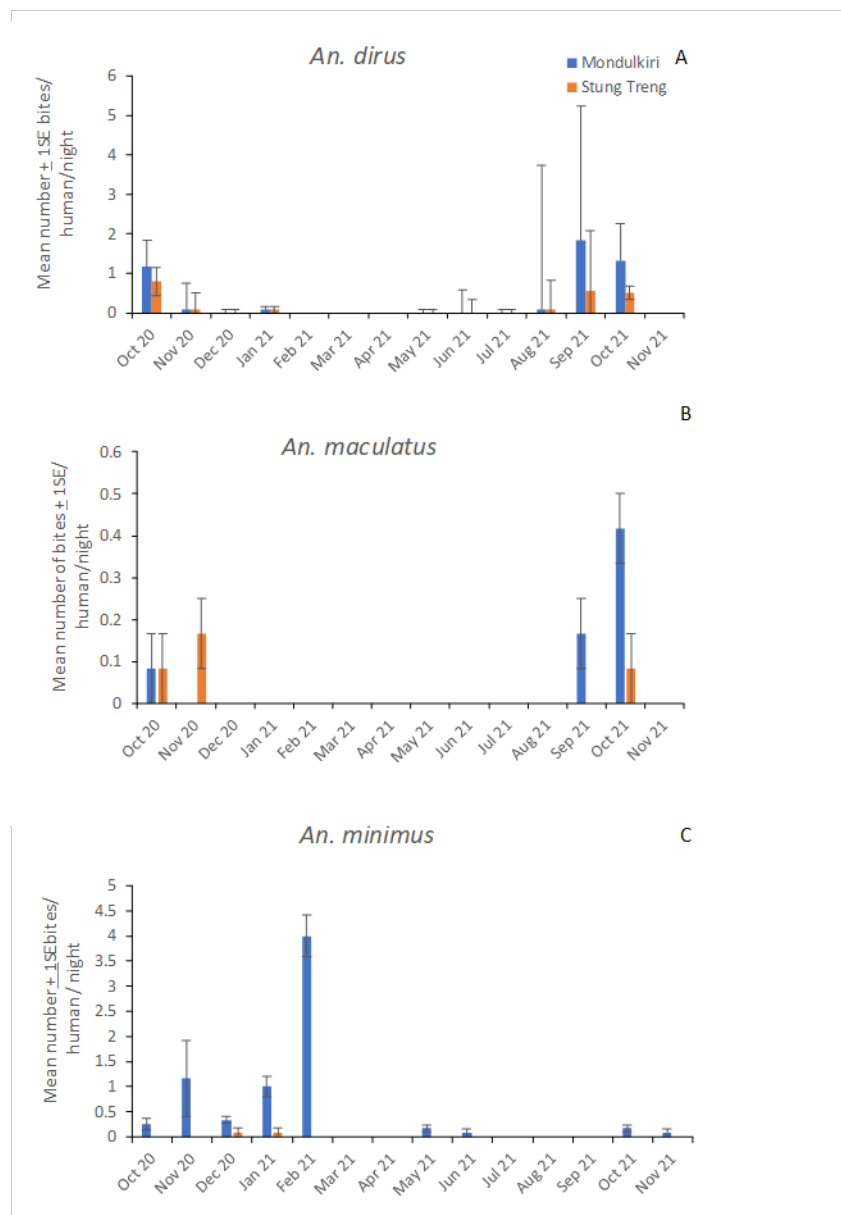 An. dirus
A
Mondulkiri
Stung Treng
Mean number ± 1SE bites/
human/night
6
5
4
3
2
1
0
Oct 20
Nov 20
Dec 20
Jan 21
Feb 21
Mar 21
Apr 21
May 21
Jun 21
Jul 21
Aug 21
Sep 21
Oct 21
Nov 21
B
An. maculatus
Mean number of bites ± 1SE/
human/night
0.6
0.5
0.4
0.3
0.2
0.1
0
Oct 20
Nov 20
Dec 20
Jan 21
Feb 21
Mar 21
Apr 21
May 21
Jun 21
Jul 21
Aug 21
Sep 21
Oct 21
Nov 21
An. minimus
C
Mean number ± 1SEbites/
human / night
5
4.5
4
3.5
3
2.5
2
1.5
1
0.5
0
Oct 20
Nov 20
Dec 20
Jan 21
Feb 21
Mar 21
Apr 21
May 21
Jun 21
Jul 21
Aug 21
Sep 21
Oct 21
Nov 21